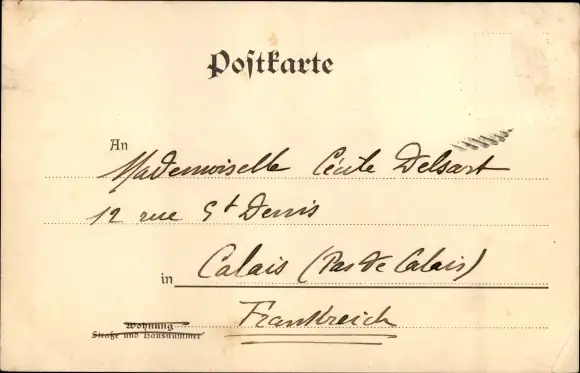 Postkarte
An
Mademoiselle Cécile Delsart
12 rue St Denis
in Calais (Pas de Calais)
Frankreich
Wohnung
Straße und Hausnummer